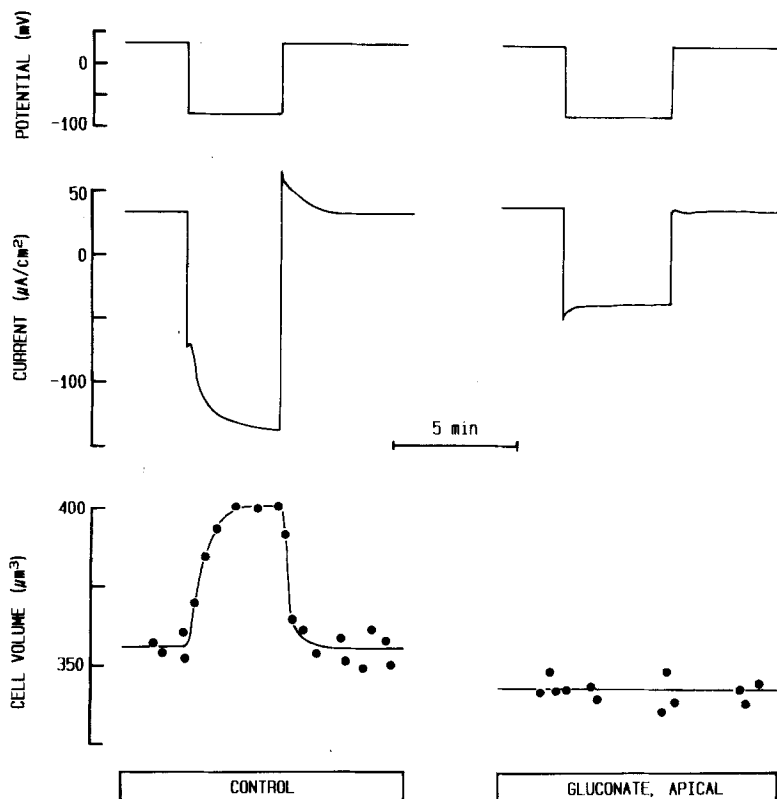 POTENTIAL (mV)
0
-100
CURRENT (µA/cm²)
50
0
-100
5 min
CELL VOLUME (µm³)
400
350
CONTROL
GLUCONATE, APICAL